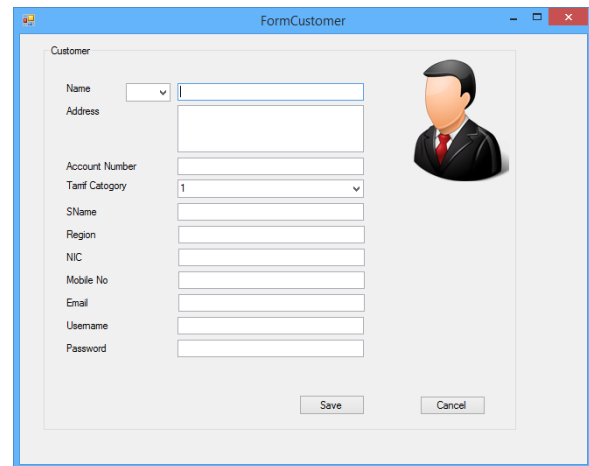 FormCustomer
Customer
Name
Address
Account Number
Tarrif Catogory 1
SName
Region
NIC
Mobile No
Email
Username
Password
Save Cancel